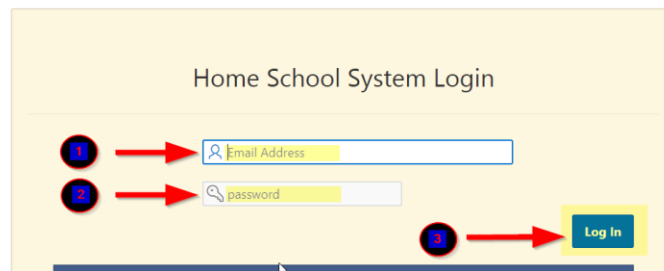 Home School System Login
1
Email Address
2
password
3
Log In